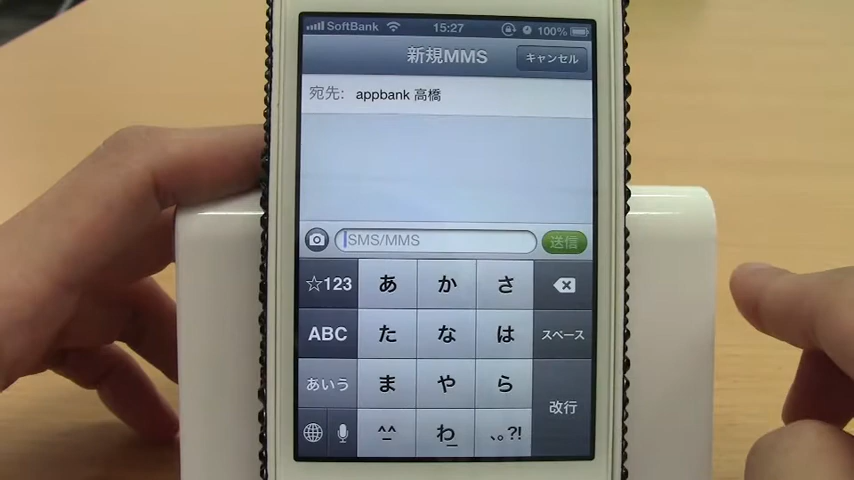 SoftBank 15:27 100%
新規MMS キャンセル
宛先: appbank 高橋
SMS/MMS 送信
☆123 あ か さ
ABC た な は スペース
あいう ま や ら 改行
^^ わ 、。?!